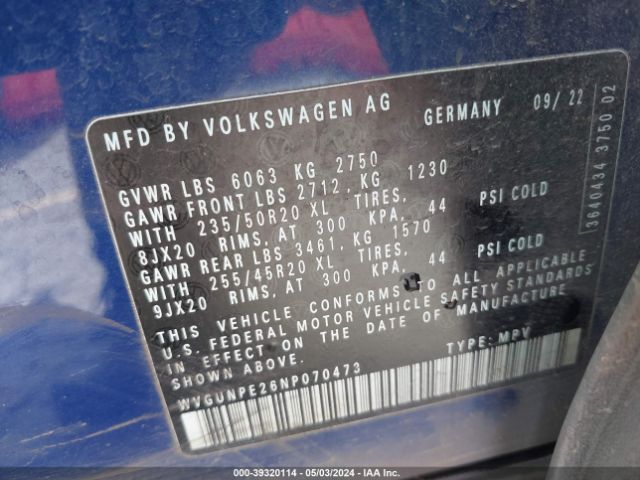 MFD BY VOLKSWAGEN AG GERMANY 09/22
GVWR LBS 6063 KG 2750
GAWR FRONT LBS 2712, KG 1230
WITH 235/50R20 XL TIRES,
8JX20 RIMS, AT 300 KPA, 44 PSI COLD
GAWR REAR LBS 3461, KG 1570
WITH 255/45R20 XL TIRES,
9JX20 RIMS, AT 300 KPA, 44 PSI COLD
THIS VEHICLE CONFORMS TO ALL APPLICABLE
U.S. FEDERAL MOTOR VEHICLE SAFETY STANDARDS
IN EFFECT ON THE DATE OF MANUFACTURE
SHOWN ABOVE.
WVGUNPE26NP070473 TYPE: MPV
3640434 3750 02
000-39320114 - 05/03/2024 - IAA Inc.